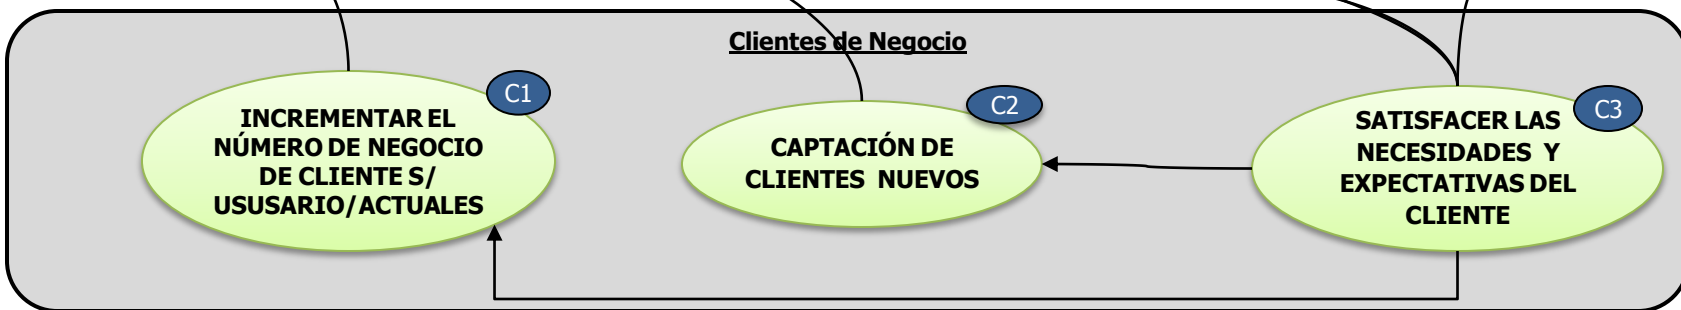 Clientes de Negocio
C1
INCREMENTAR EL
NÚMERO DE NEGOCIO
DE CLIENTE S/
USUSARIO/ACTUALES
C2
CAPTACIÓN DE
CLIENTES NUEVOS
C3
SATISFACER LAS
NECESIDADES Y
EXPECTATIVAS DEL
CLIENTE